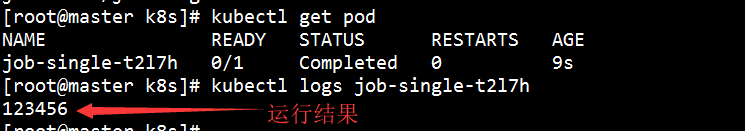 [root@master k8s]# kubectl get pod
NAME READY STATUS RESTARTS AGE
job-single-t2l7h 0/1 Completed 0 9s
[root@master k8s]# kubectl logs job-single-t2l7h
123456 运行结果
[root@master k8s]#